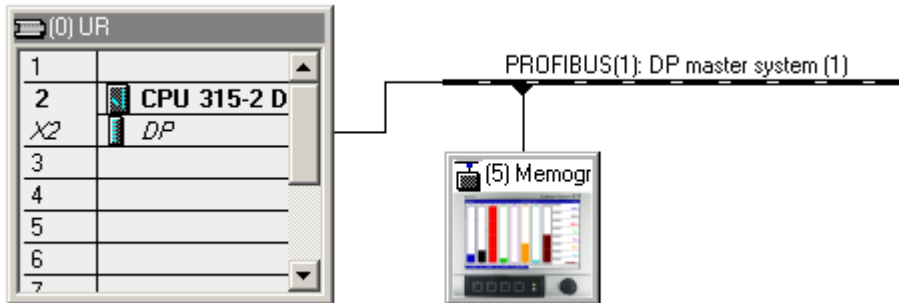 (0) UR
1
2 CPU 315-2 D
X2 DP
3
4
5
6
7
PROFIBUS(1): DP master system (1)
(5) Memogr